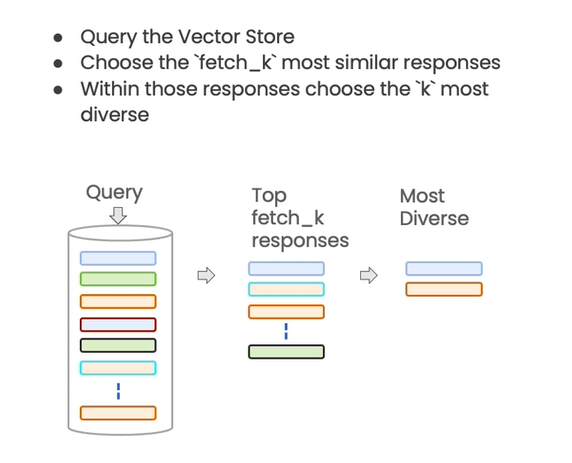 ● Query the Vector Store
● Choose the `fetch_k` most similar responses
● Within those responses choose the `k` most
diverse
Query
Top
fetch_k
responses
Most
Diverse